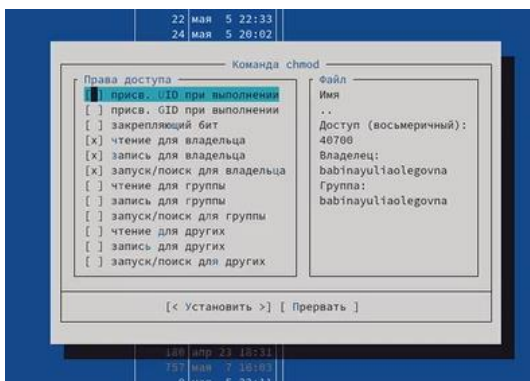 22 мая 5 22:33
24 мая 5 20:02
Команда chmod
Права доступа
[ ] присв. UID при выполнении
[ ] присв. GID при выполнении
[ ] закрепляющий бит
[x] чтение для владельца
[x] запись для владельца
[x] запуск/поиск для владельца
[ ] чтение для группы
[ ] запись для группы
[ ] запуск/поиск для группы
[ ] чтение для других
[ ] запись для других
[ ] запуск/поиск для других
Файл
Имя
..
Доступ (восьмеричный):
40700
Владелец:
babinayuliaolegovna
Группа:
babinayuliaolegovna
[< Установить >] [ Прервать ]
180 апр 23 18:31
757 мая 7 16:03